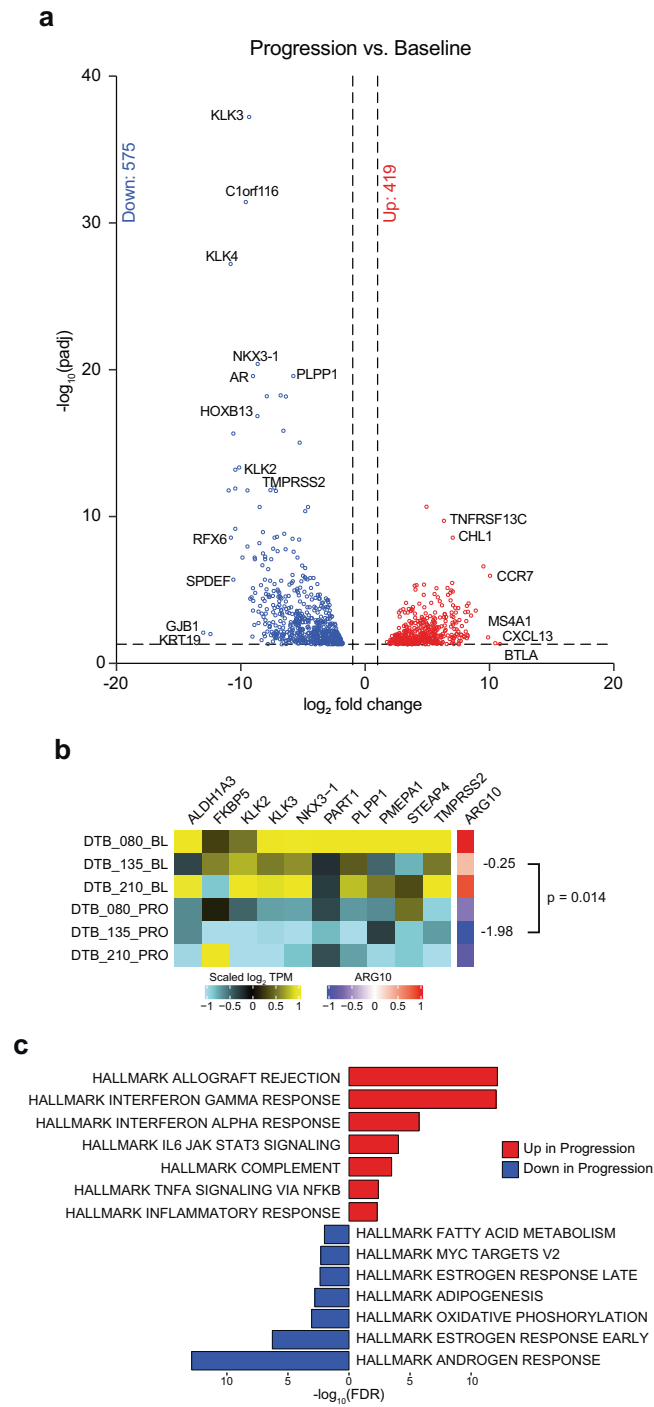 a
Progression vs. Baseline
40
30
20
10
0
-log10(padj)
Down: 575
Up: 419
KLK3
C1orf116
KLK4
NKX3-1
AR
PLPP1
HOXB13
KLK2
TMPRSS2
RFX6
SPDEF
GJB1
KRT19
TNFRSF13C
CHL1
CCR7
MS4A1
CXCL13
BTLA
-20 -10 0 10 20
log2 fold change
b
ALDH1A3 FKBP5 KLK2 KLK3 NKX3−1 PART1 PLPP1 PMEPA1 STEAP4 TMPRSS2 ARG10
DTB_080_BL
DTB_135_BL
DTB_210_BL
DTB_080_PRO
DTB_135_PRO
DTB_210_PRO
-0.25
p = 0.014
-1.98
Scaled log2 TPM
−1 −0.5 0 0.5 1
ARG10
−1 −0.5 0 0.5 1
c
HALLMARK ALLOGRAFT REJECTION
HALLMARK INTERFERON GAMMA RESPONSE
HALLMARK INTERFERON ALPHA RESPONSE
HALLMARK IL6 JAK STAT3 SIGNALING
HALLMARK COMPLEMENT
HALLMARK TNFA SIGNALING VIA NFKB
HALLMARK INFLAMMATORY RESPONSE
Up in Progression
Down in Progression
HALLMARK FATTY ACID METABOLISM
HALLMARK MYC TARGETS V2
HALLMARK ESTROGEN RESPONSE LATE
HALLMARK ADIPOGENESIS
HALLMARK OXIDATIVE PHOSHORYLATION
HALLMARK ESTROGEN RESPONSE EARLY
HALLMARK ANDROGEN RESPONSE
10 5 0 5 10
-log10(FDR)